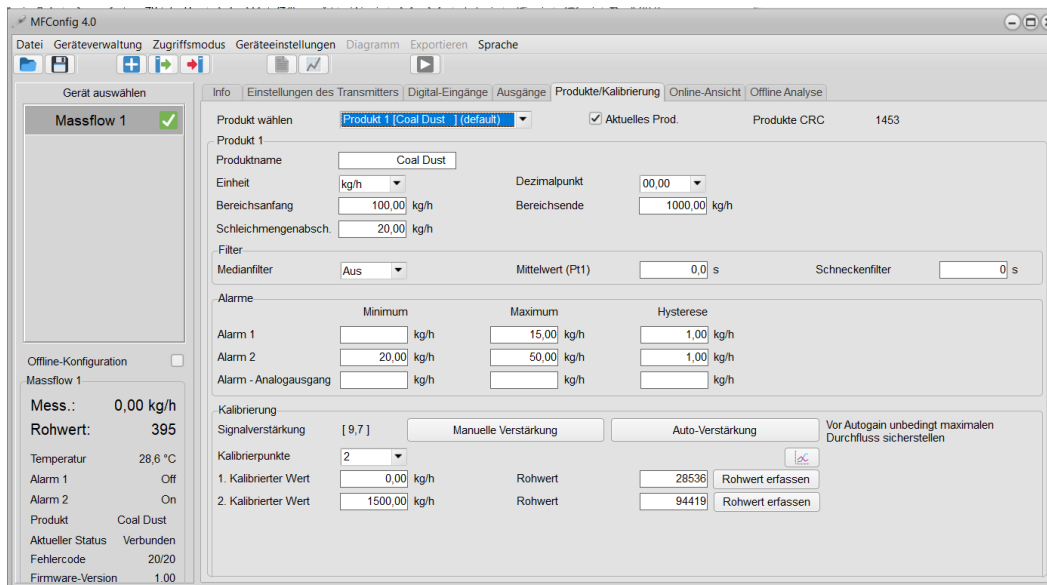 MFConfig 4.0
Datei Geräteverwaltung Zugriffsmodus Geräteeinstellungen Diagramm Exportieren Sprache
Gerät auswählen
Massflow 1
Info Einstellungen des Transmitters Digital-Eingänge Ausgänge Produkte/Kalibrierung Online-Ansicht Offline Analyse
Produkt wählen Produkt 1 [Coal Dust ] (default) Aktuelles Prod. Produkte CRC 1453
Produkt 1
Produktname Coal Dust
Einheit kg/h Dezimalpunkt 00,00
Bereichsanfang 100,00 kg/h Bereichsende 1000,00 kg/h
Schleichmengenabsch. 20,00 kg/h
Filter
Medianfilter Aus Mittelwert (Pt1) 0,0 s Schneckenfilter 0 s
Alarme
Minimum Maximum Hysterese
Alarm 1 kg/h 15,00 kg/h 1,00 kg/h
Alarm 2 20,00 kg/h 50,00 kg/h 1,00 kg/h
Alarm - Analogausgang kg/h kg/h kg/h
Kalibrierung
Signalverstärkung [ 9,7 ] Manuelle Verstärkung Auto-Verstärkung Vor Autogain unbedingt maximalen
Durchfluss sicherstellen
Kalibrierpunkte 2
1. Kalibrierter Wert 0,00 kg/h Rohwert 28536 Rohwert erfassen
2. Kalibrierter Wert 1500,00 kg/h Rohwert 94419 Rohwert erfassen
Offline-Konfiguration
Massflow 1
Mess.: 0,00 kg/h
Rohwert: 395
Temperatur 28,6 °C
Alarm 1 Off
Alarm 2 On
Produkt Coal Dust
Aktueller Status Verbunden
Fehlercode 20/20
Firmware-Version 1.00